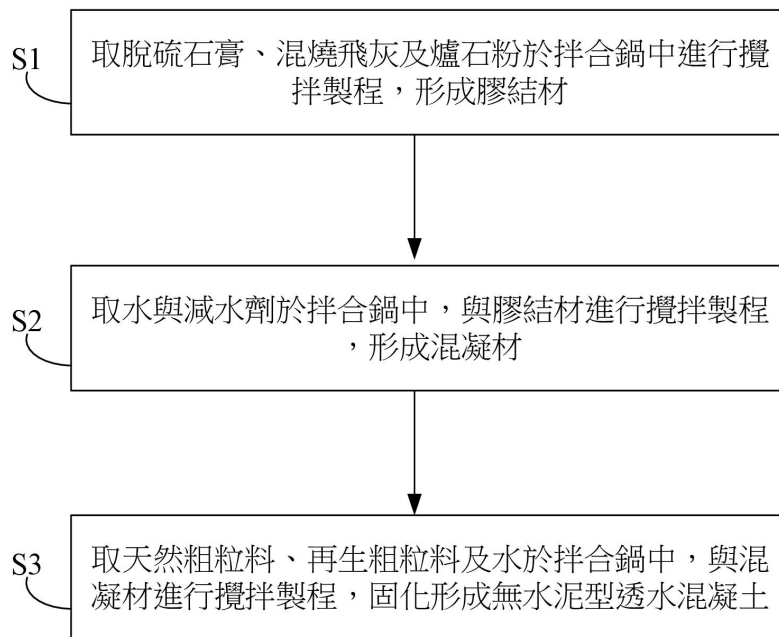 S1
取脫硫石膏、混燒飛灰及爐石粉於拌合鍋中進行攪
拌製程，形成膠結材
S2
取水與減水劑於拌合鍋中，與膠結材進行攪拌製程
，形成混凝材
S3
取天然粗粒料、再生粗粒料及水於拌合鍋中，與混
凝材進行攪拌製程，固化形成無水泥型透水混凝土